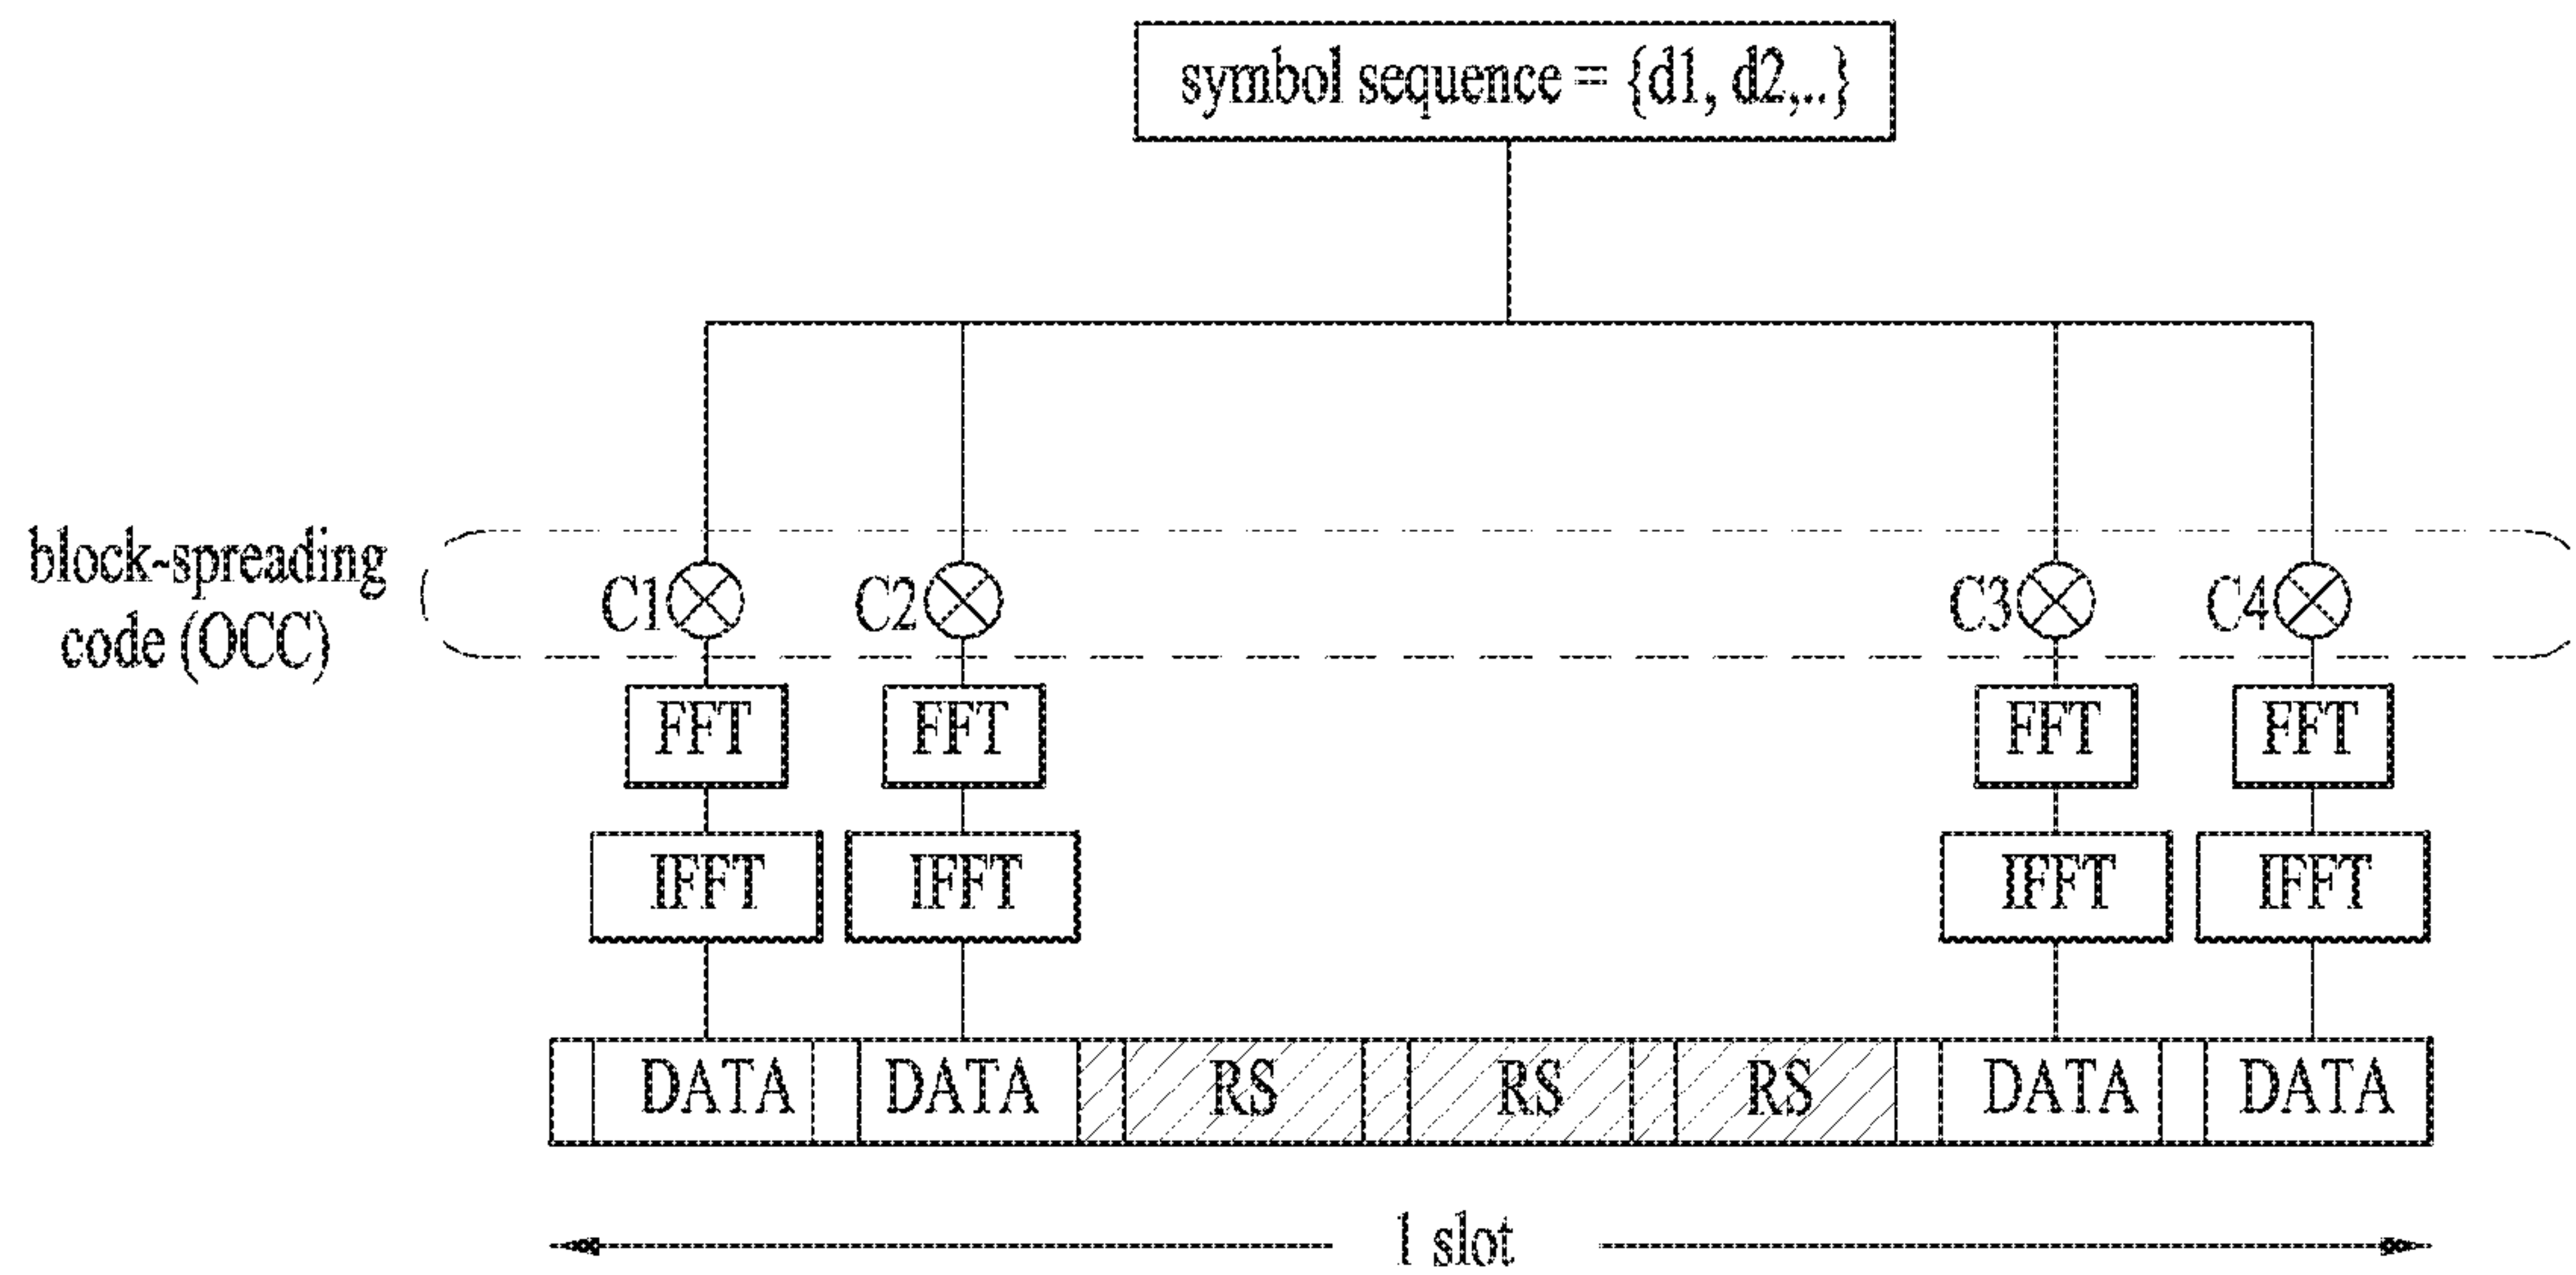 symbol sequence = {d1, d2,..}
block-spreading
code (OCC)
C1 C2 C3 C4
FFT FFT FFT FFT
IFFT IFFT IFFT IFFT
DATA DATA RS RS RS DATA DATA
1 slot